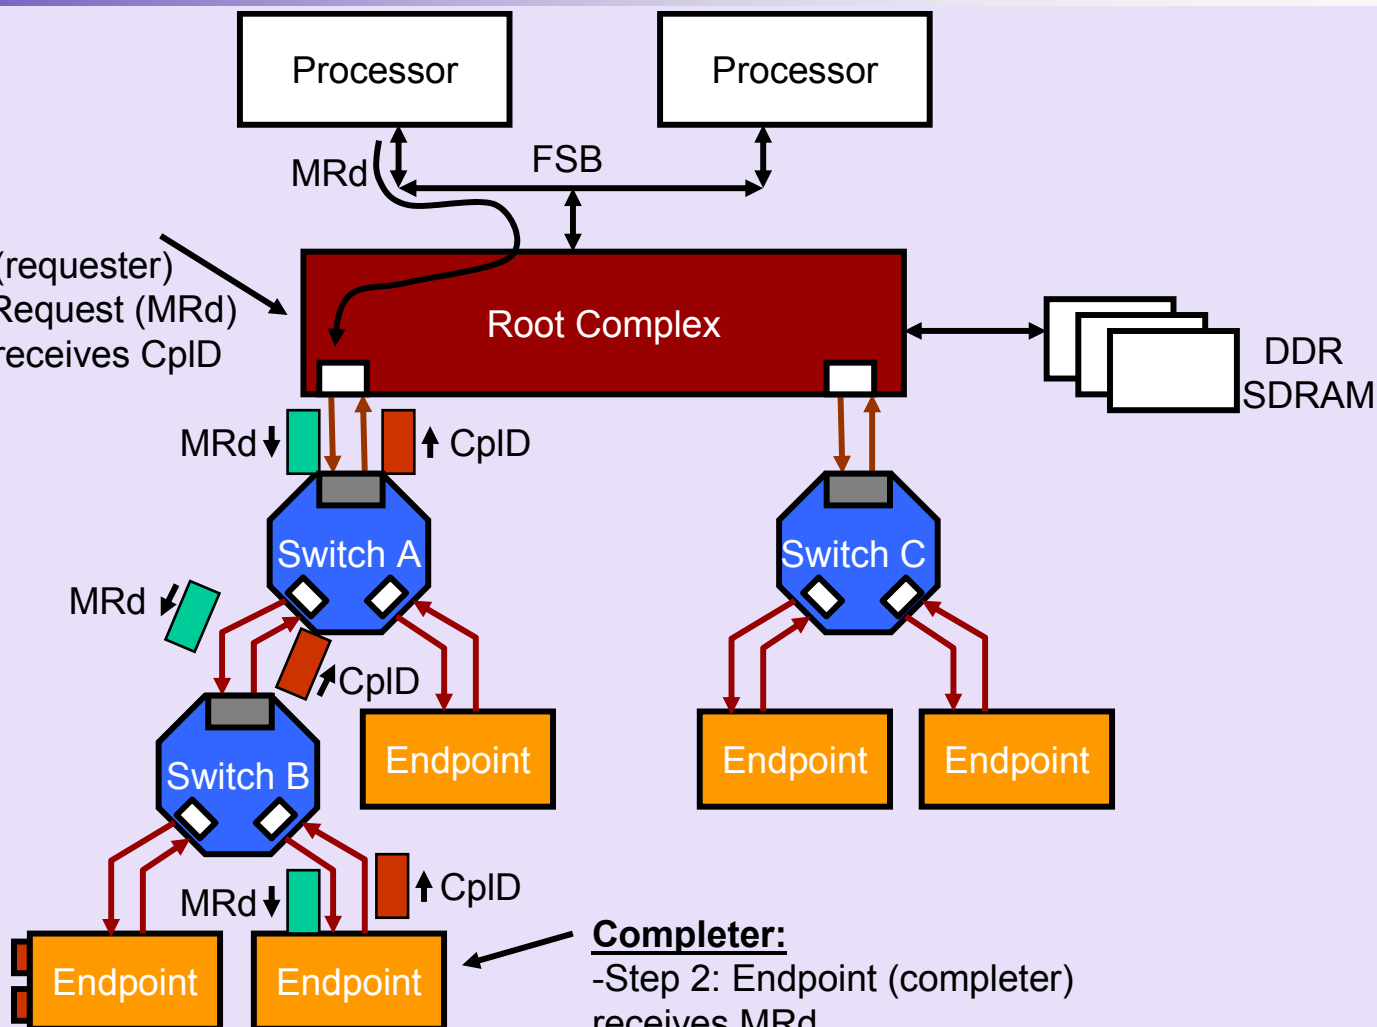 Processor
Processor
MRd
FSB
(requester)
Request (MRd)
receives CplD
Root Complex
DDR
SDRAM
MRd
CplD
Switch A
Switch C
MRd
CplD
Endpoint
Endpoint
Endpoint
Switch B
MRd
CplD
Endpoint
Endpoint
Completer:
-Step 2: Endpoint (completer)
receives MRd